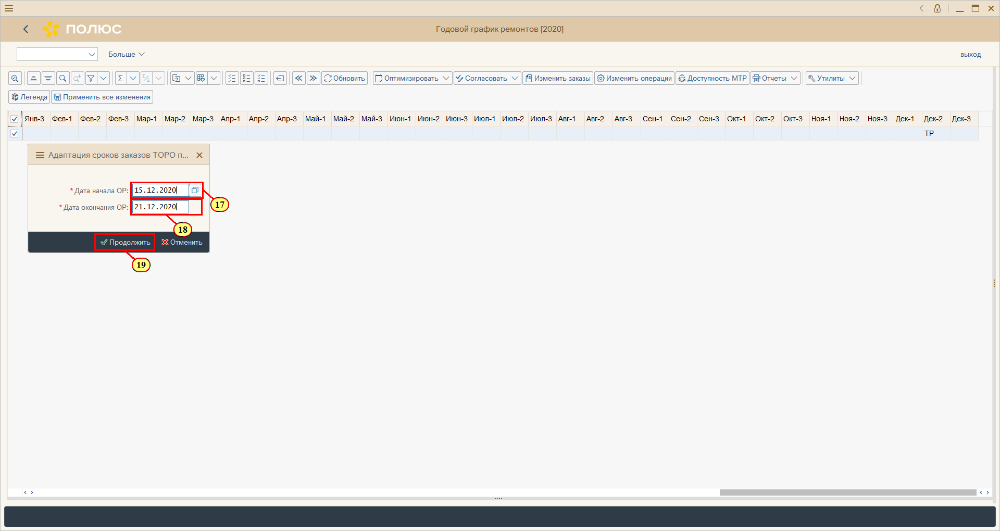 ПОЛЮС
Годовой график ремонтов [2020]
Больше
выход
Обновить Оптимизировать Согласовать Изменить заказы Изменить операции Доступность МТР Отчеты Утилиты
Легенда Применить все изменения
Янв-3 Фев-1 Фев-2 Фев-3 Мар-1 Мар-2 Мар-3 Апр-1 Апр-2 Апр-3 Май-1 Май-2 Май-3 Июн-1 Июн-2 Июн-3 Июл-1 Июл-2 Июл-3 Авг-1 Авг-2 Авг-3 Сен-1 Сен-2 Сен-3 Окт-1 Окт-2 Окт-3 Ноя-1 Ноя-2 Ноя-3 Дек-1 Дек-2 Дек-3
ТР
Адаптация сроков заказов ТОРО п...
* Дата начала ОР: 15.12.2020
17
* Дата окончания ОР: 21.12.2020
18
Продолжить Отменить
19